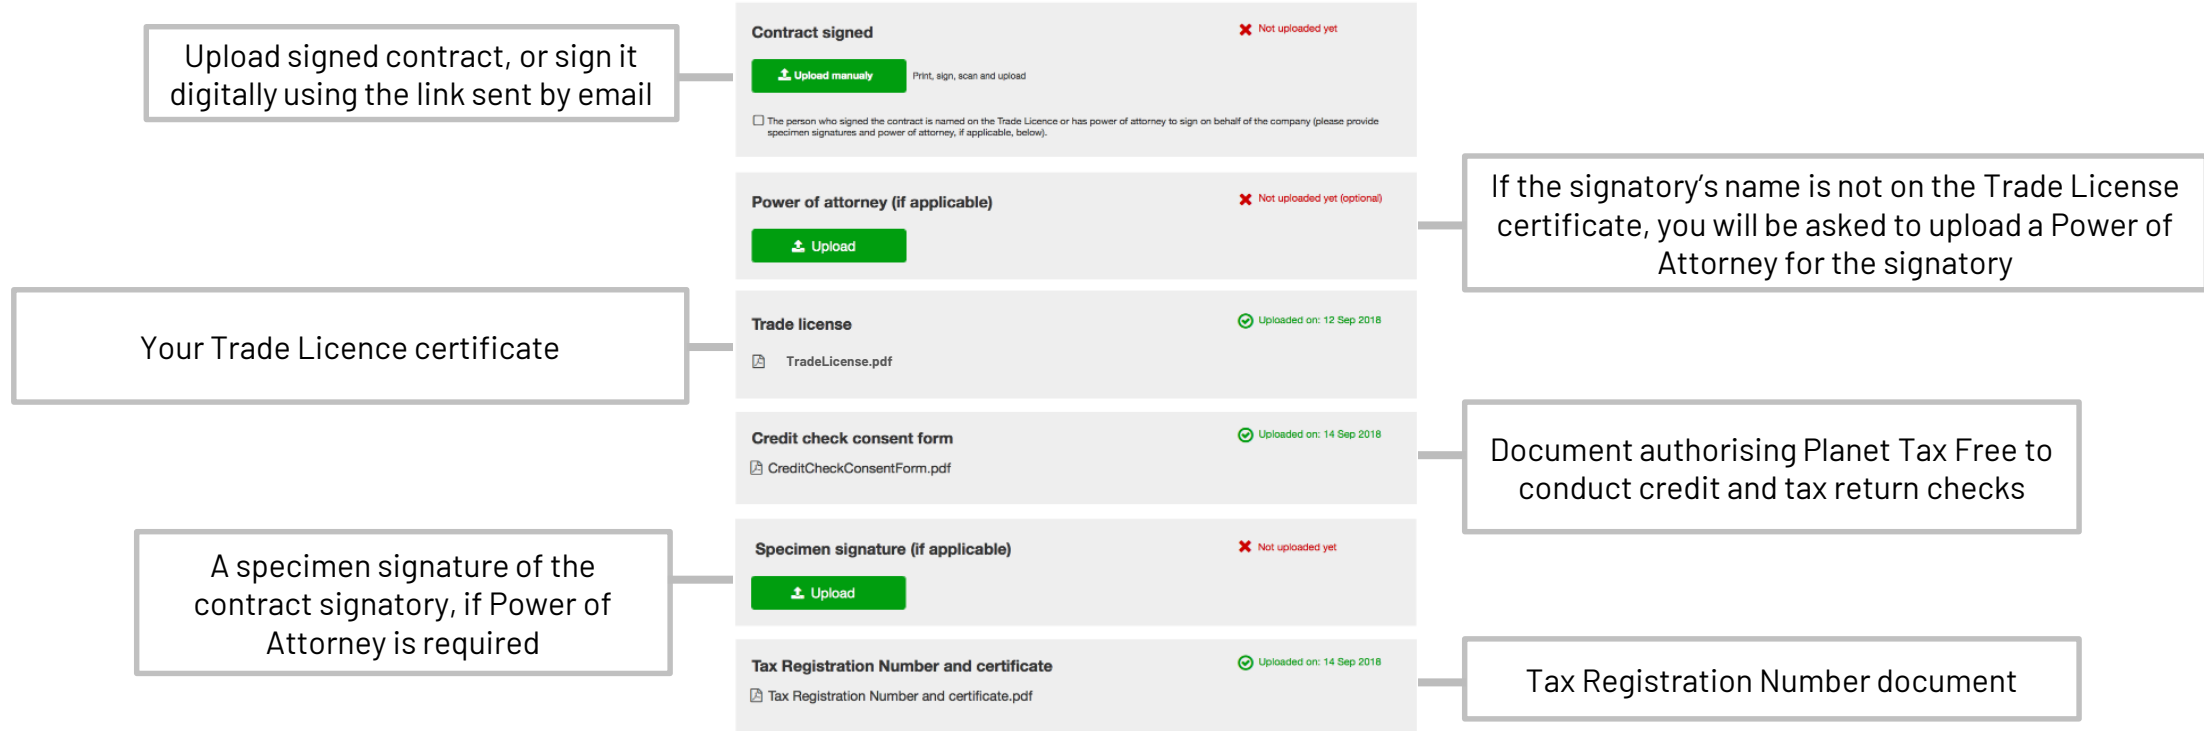 Upload signed contract, or sign it
digitally using the link sent by email
Contract signed
Not uploaded yet
Upload manualy
Print, sign, scan and upload
The person who signed the contract is named on the Trade Licence or has power of attorney to sign on behalf of the company (please provide
specimen signatures and power of attorney, if applicable, below).
Power of attorney (if applicable)
Not uploaded yet (optional)
Upload
If the signatory's name is not on the Trade License
certificate, you will be asked to upload a Power of
Attorney for the signatory
Your Trade Licence certificate
Trade license
Uploaded on: 12 Sep 2018
TradeLicense.pdf
Credit check consent form
Uploaded on: 14 Sep 2018
CreditCheckConsentForm.pdf
Document authorising Planet Tax Free to
conduct credit and tax return checks
A specimen signature of the
contract signatory, if Power of
Attorney is required
Specimen signature (if applicable)
Not uploaded yet
Upload
Tax Registration Number and certificate
Uploaded on: 14 Sep 2018
Tax Registration Number and certificate.pdf
Tax Registration Number document